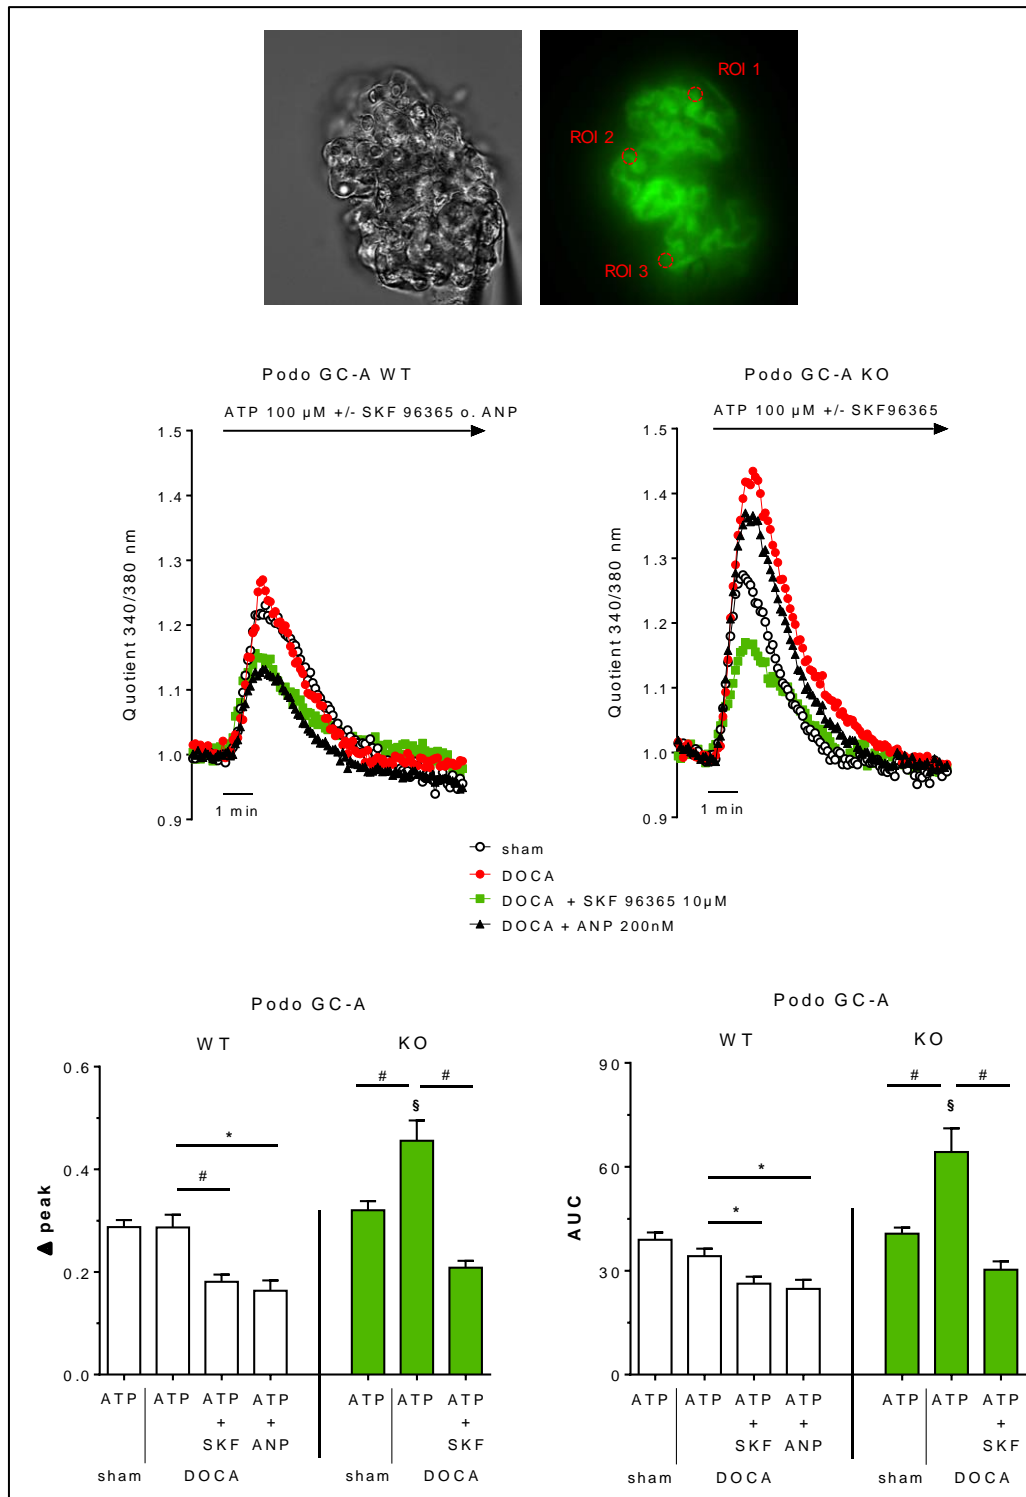 ROI 1
ROI 2
ROI 3
Podo GC-A WT
ATP 100 µM +/- SKF 96365 o. ANP
Quotient 340/380 nm
1.5
1.4
1.3
1.2
1.1
1.0
0.9
1 min
Podo GC-A KO
ATP 100 µM +/- SKF96365
Quotient 340/380 nm
1.5
1.4
1.3
1.2
1.1
1.0
0.9
1 min
sham
DOCA
DOCA + SKF 96365 10µM
DOCA + ANP 200nM
Podo GC-A
WT KO
▲ peak
0.6
0.4
0.2
0.0
# * # # §
ATP ATP ATP + SKF ATP + ANP ATP ATP ATP + SKF
sham DOCA sham DOCA
Podo GC-A
WT KO
AUC
90
60
30
0
* * # # §
ATP ATP ATP + SKF ATP + ANP ATP ATP ATP + SKF
sham DOCA sham DOCA